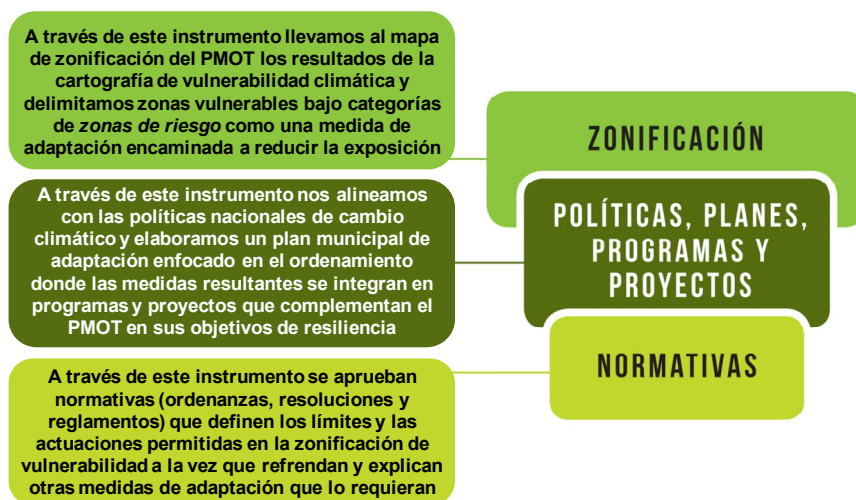 A través de este instrumento llevamos al mapa
de zonificación del PMOT los resultados de la
cartografía de vulnerabilidad climática y
delimitamos zonas vulnerables bajo categorías
de zonas de riesgo como una medida de
adaptación encaminada a reducir la exposición
ZONIFICACIÓN
A través de este instrumento nos alineamos
con las políticas nacionales de cambio
climático y elaboramos un plan municipal de
adaptación enfocado en el ordenamiento
donde las medidas resultantes se integran en
programas y proyectos que complementan el
PMOT en sus objetivos de resiliencia
POLÍTICAS, PLANES,
PROGRAMAS Y
PROYECTOS
A través de este instrumento se aprueban
normativas (ordenanzas, resoluciones y
reglamentos) que definen los límites y las
actuaciones permitidas en la zonificación de
vulnerabilidad a la vez que refrendan y explican
otras medidas de adaptación que lo requieran
NORMATIVAS